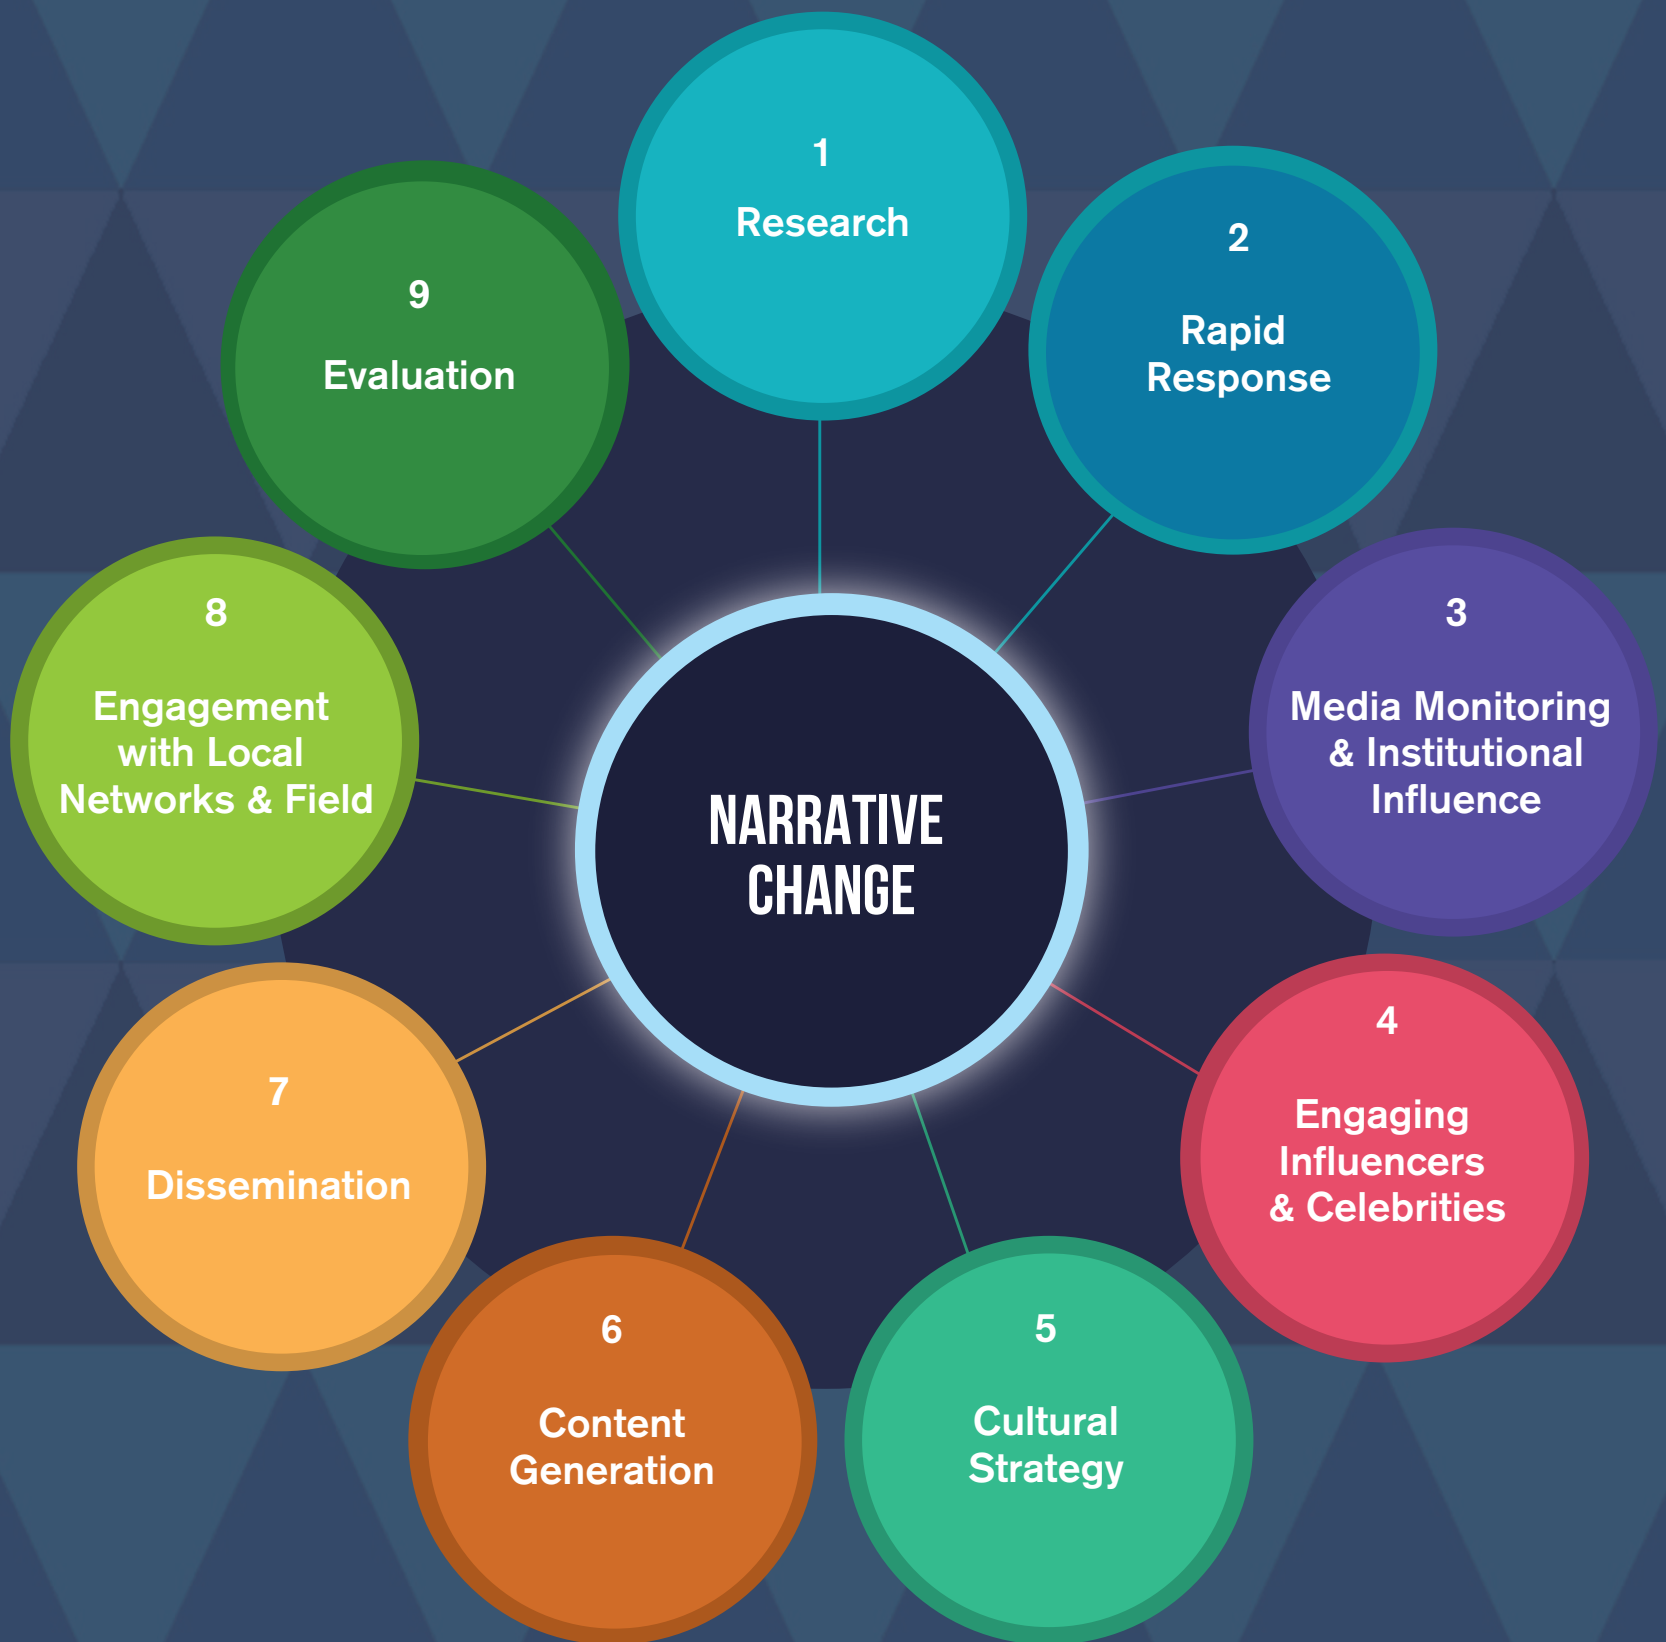 1
Research
2
Rapid
Response
3
Media Monitoring
& Institutional
Influence
4
Engaging
Influencers
& Celebrities
5
Cultural
Strategy
6
Content
Generation
7
Dissemination
8
Engagement
with Local
Networks & Field
9
Evaluation
NARRATIVE
CHANGE